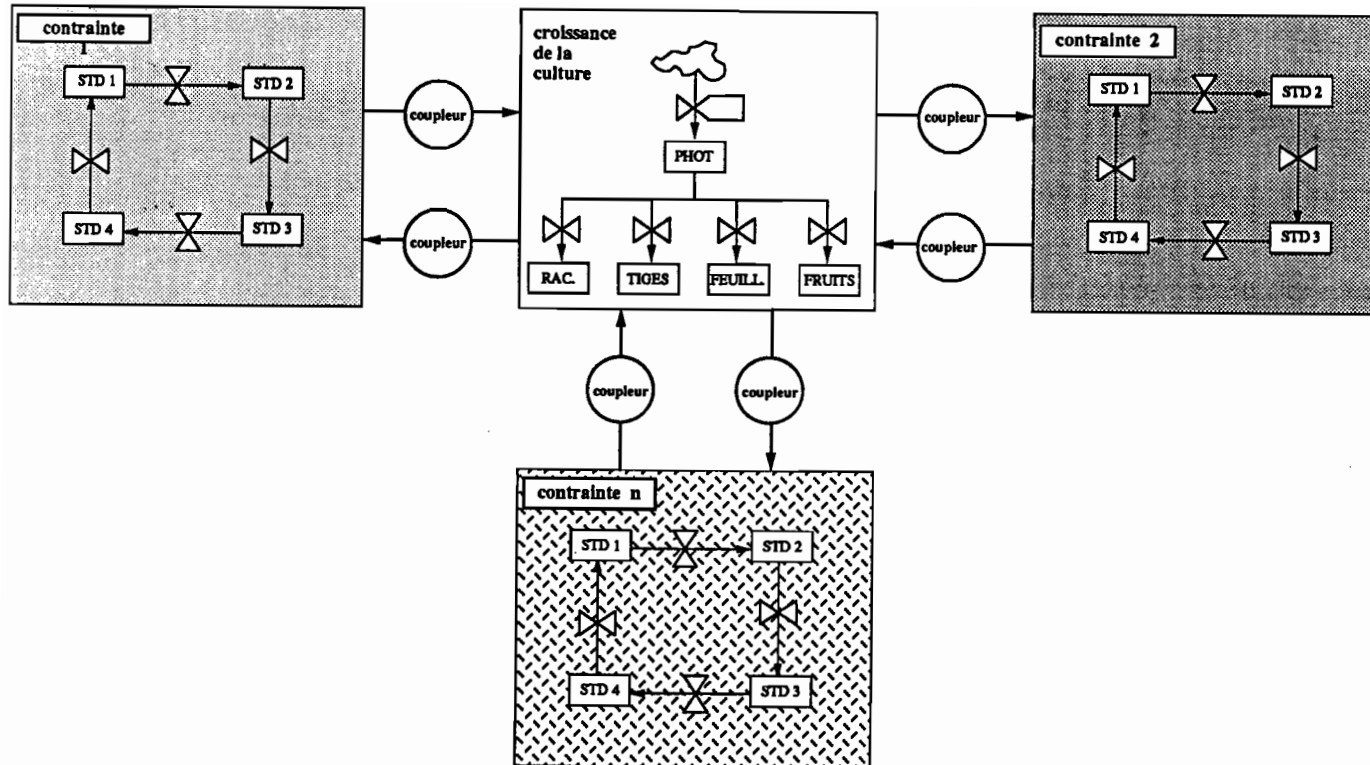 contrainte
1
STD 1
STD 2
STD 4
STD 3
coupleur
coupleur
croissance
de la
culture
PHOT
RAC.
TIGES
FEUILL.
FRUITS
coupleur
coupleur
contrainte 2
STD 1
STD 2
STD 4
STD 3
coupleur
coupleur
contrainte n
STD 1
STD 2
STD 4
STD 3